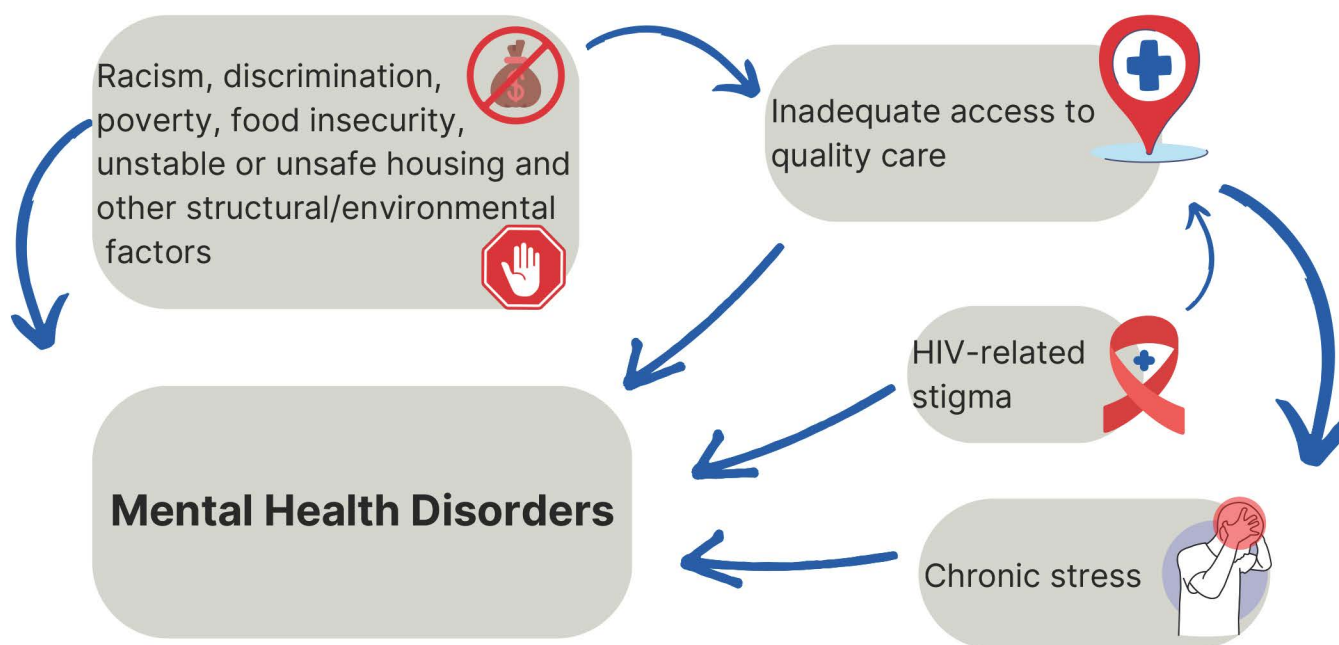 Racism, discrimination,
poverty, food insecurity,
unstable or unsafe housing and
other structural/environmental
factors
Inadequate access to
quality care
HIV-related
stigma
Mental Health Disorders
Chronic stress
$